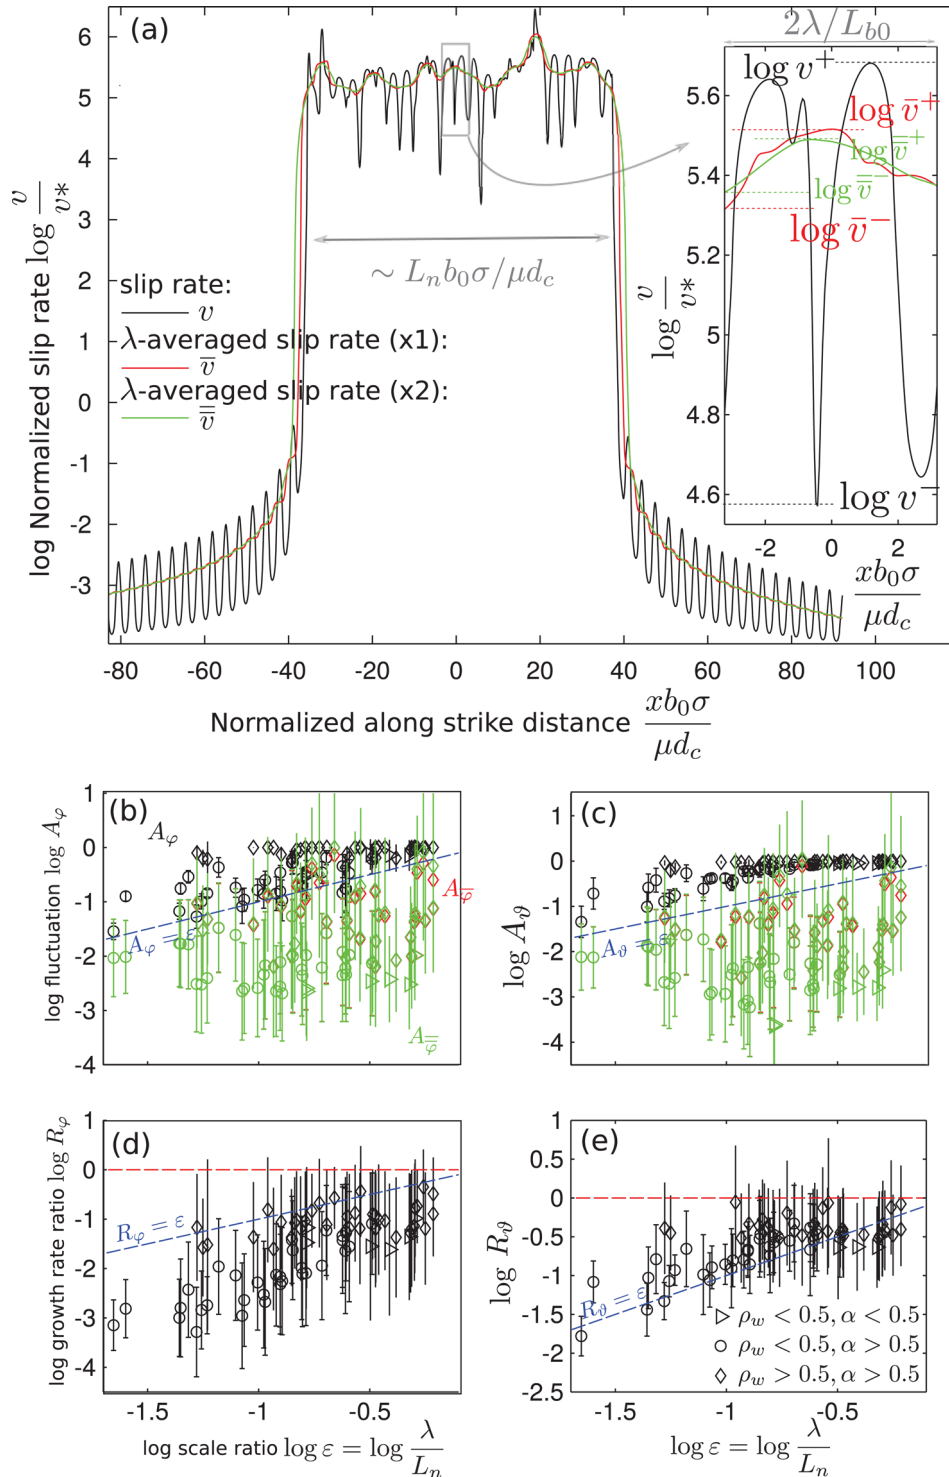 (a)
log Normalized slip rate log v/v*
6
5
4
3
2
1
0
-1
-2
-3
-80
-60
-40
-20
0
20
40
60
80
100
Normalized along strike distance xb₀σ/μd_c
slip rate:
v
λ-averaged slip rate (x1):
v̅
λ-averaged slip rate (x2):
v̿
∼ L_n b₀σ/μd_c
2λ/L_b0
log v⁺
log v̅⁺
log v̿⁺
log v̿⁻
log v̅⁻
log v⁻
log v/v*
5.6
5.4
5.2
5
4.8
4.6
-2
0
2
xb₀σ/μd_c
(b)
log fluctuation log A_φ
1
0
-1
-2
-3
-4
A_φ
A_φ = ε
A_φ̅
A_φ̿
(c)
log A_ϑ
1
0
-1
-2
-3
-4
A_ϑ = ε
(d)
log growth rate ratio log R_φ
1
0
-1
-2
-3
-4
R_φ = ε
-1.5
-1
-0.5
log scale ratio log ε = log λ/L_n
(e)
log R_ϑ
1
0.5
0
-0.5
-1
-1.5
-2
-2.5
R_ϑ = ε
▷ ρ_w < 0.5, α < 0.5
○ ρ_w < 0.5, α > 0.5
◇ ρ_w > 0.5, α > 0.5
-1.5
-1
-0.5
log ε = log λ/L_n